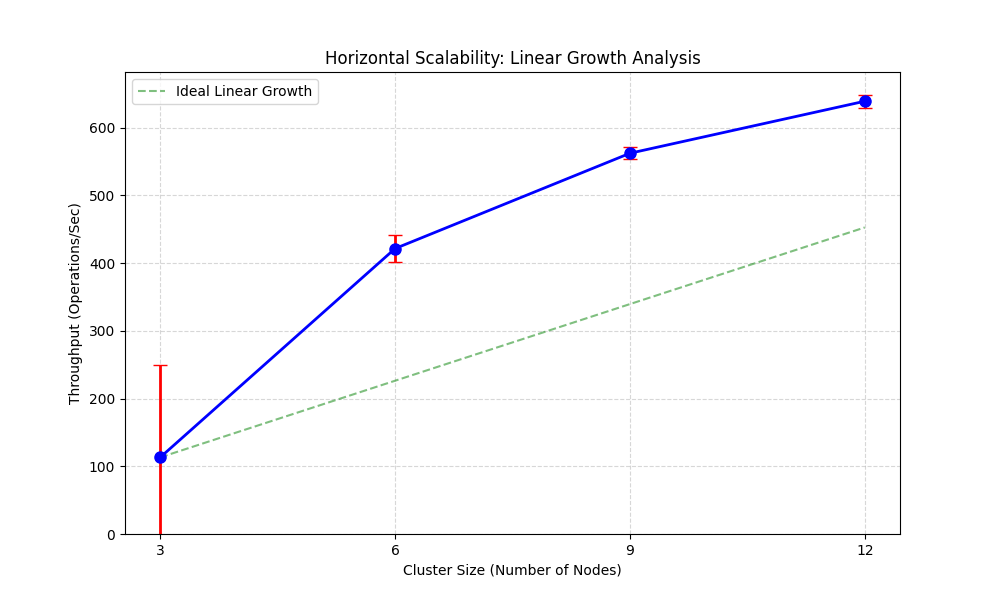 Horizontal Scalability: Linear Growth Analysis
Ideal Linear Growth
Throughput (Operations/Sec)
600
500
400
300
200
100
0
3
6
9
12
Cluster Size (Number of Nodes)